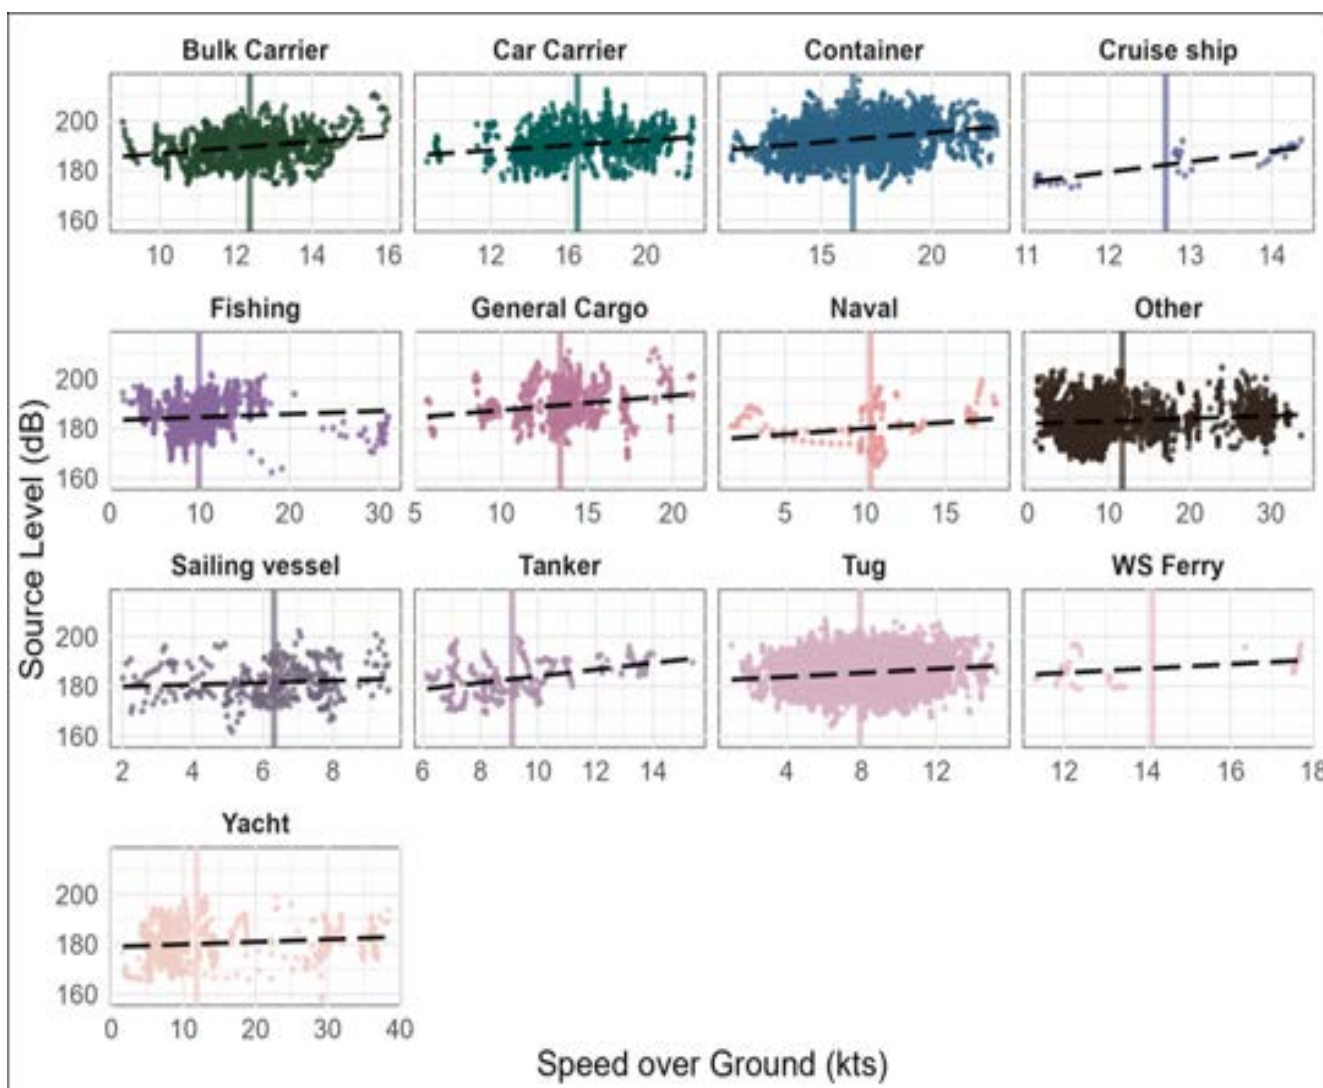 Bulk Carrier Car Carrier Container Cruise ship
200
180
160
10 12 14 16 12 16 20 15 20 11 12 13 14
Fishing General Cargo Naval Other
200
180
160
0 10 20 30 5 10 15 20 5 10 15 0 10 20 30
Source Level (dB)
Sailing vessel Tanker Tug WS Ferry
200
180
160
2 4 6 8 6 8 10 12 14 4 8 12 12 14 16 18
Yacht
200
180
160
0 10 20 30 40
Speed over Ground (kts)